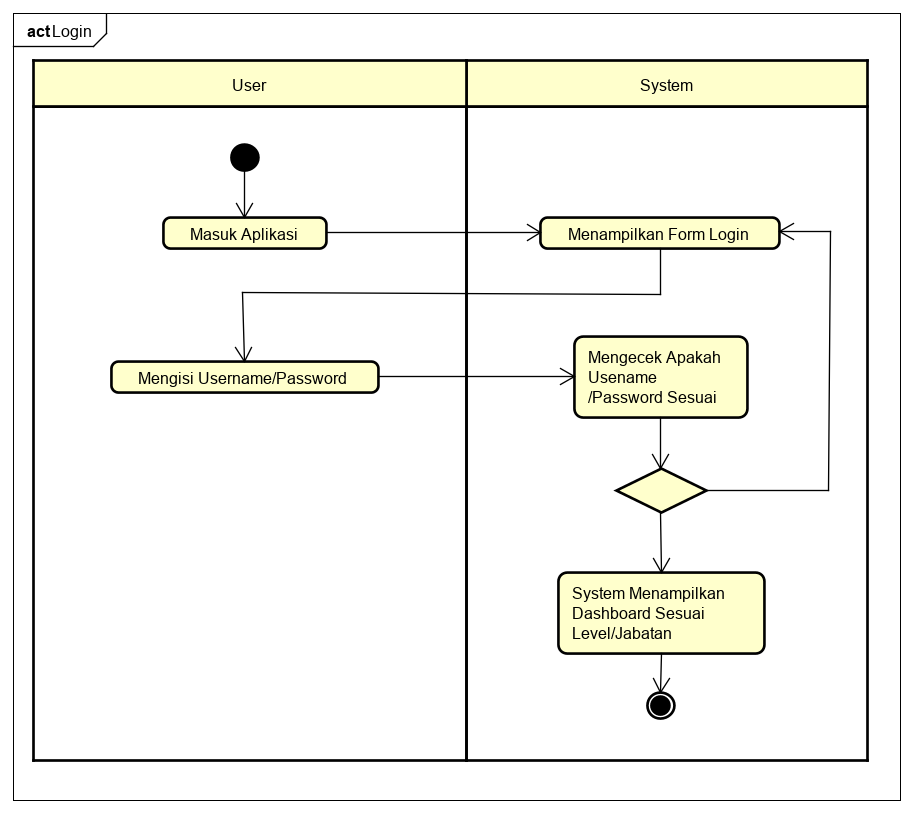 act Login
User
System
Masuk Aplikasi
Menampilkan Form Login
Mengisi Username/Password
Mengecek Apakah
Usename
/Password Sesuai
System Menampilkan
Dashboard Sesuai
Level/Jabatan